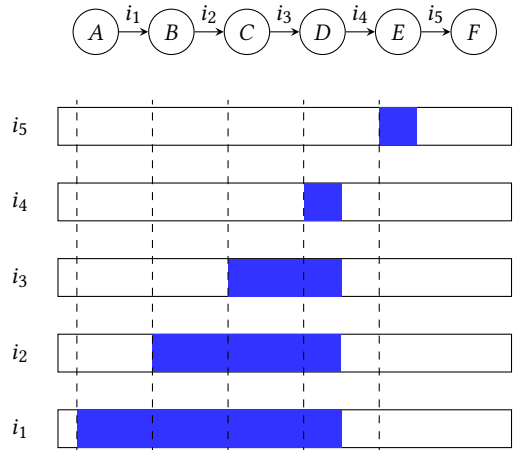 i₁ i₂ i₃ i₄ i₅
A B C D E F
i₅
i₄
i₃
i₂
i₁